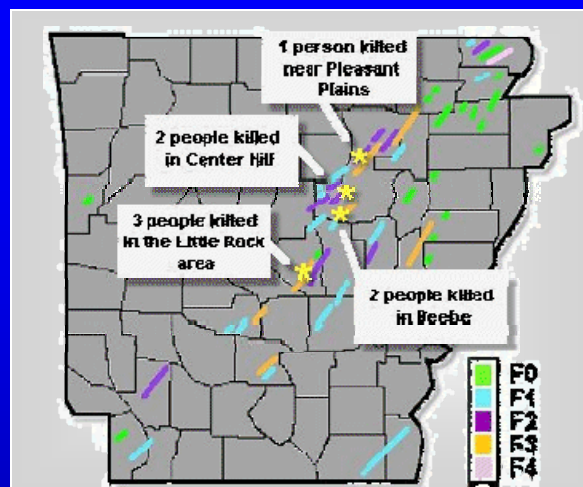 1 person killed
near Pleasant
Plains
2 people killed
in Center Hill
3 people killed
in the Little Rock
area
2 people killed
in Beebe
F0
F1
F2
F3
F4